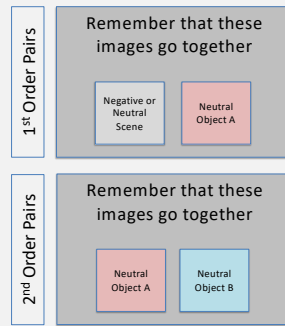 1st Order Pairs
Remember that these
images go together
Negative or
Neutral
Scene
Neutral
Object A
2nd Order Pairs
Remember that these
images go together
Neutral
Object A
Neutral
Object B